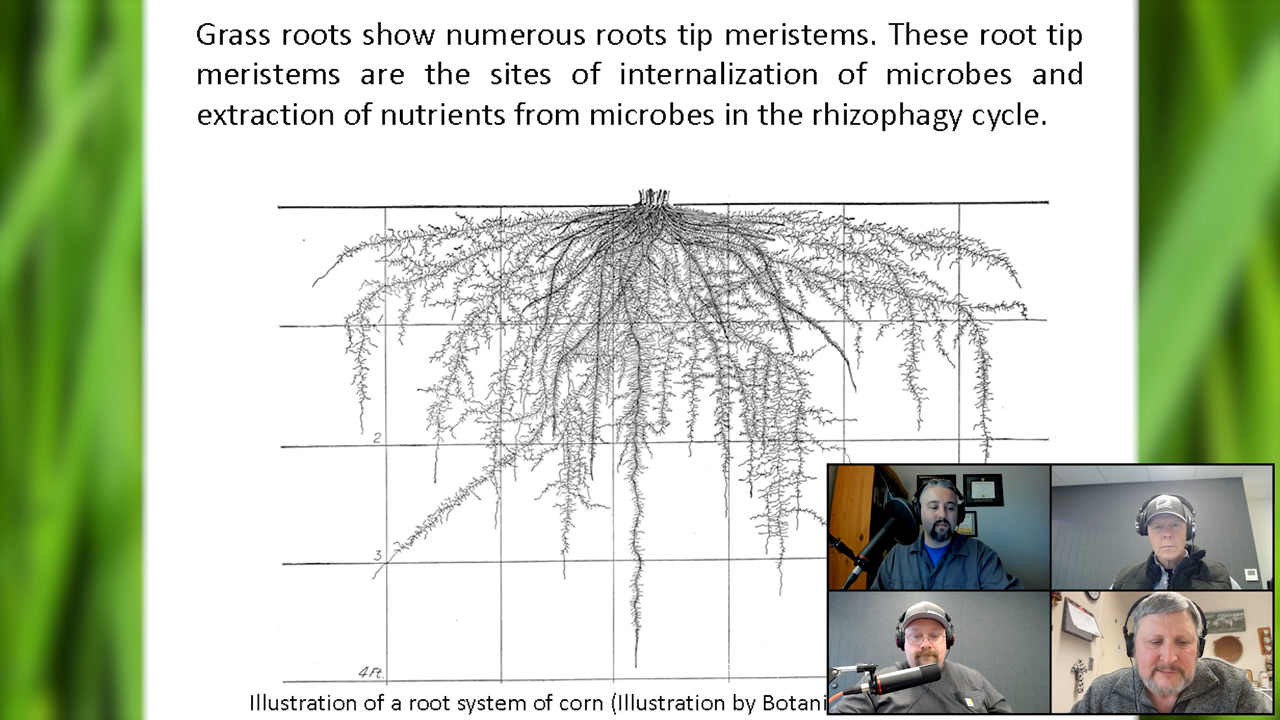 Grass roots show numerous roots tip meristems. These root tip
meristems are the sites of internalization of microbes and
extraction of nutrients from microbes in the rhizophagy cycle.
2
3
4 Ft.
Illustration of a root system of corn (Illustration by Botani